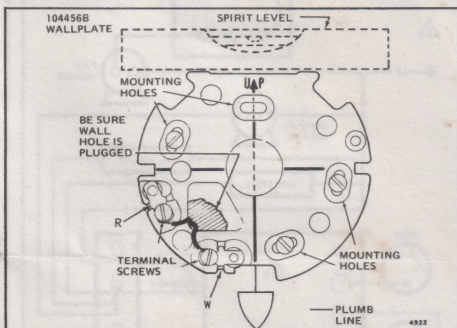 104456B
WALLPLATE
SPIRIT LEVEL
MOUNTING
HOLES
UP
BE SURE
WALL
HOLE IS
PLUGGED
R
TERMINAL
SCREWS
W
MOUNTING
HOLES
PLUMB
LINE
4922